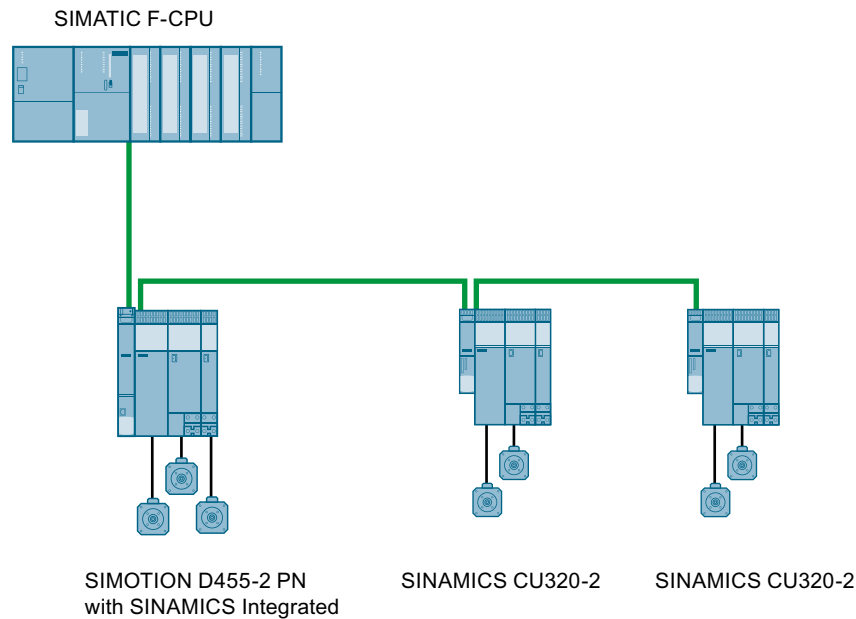 SIMATIC F-CPU
SIMOTION D455-2 PN
with SINAMICS Integrated
SINAMICS CU320-2
SINAMICS CU320-2